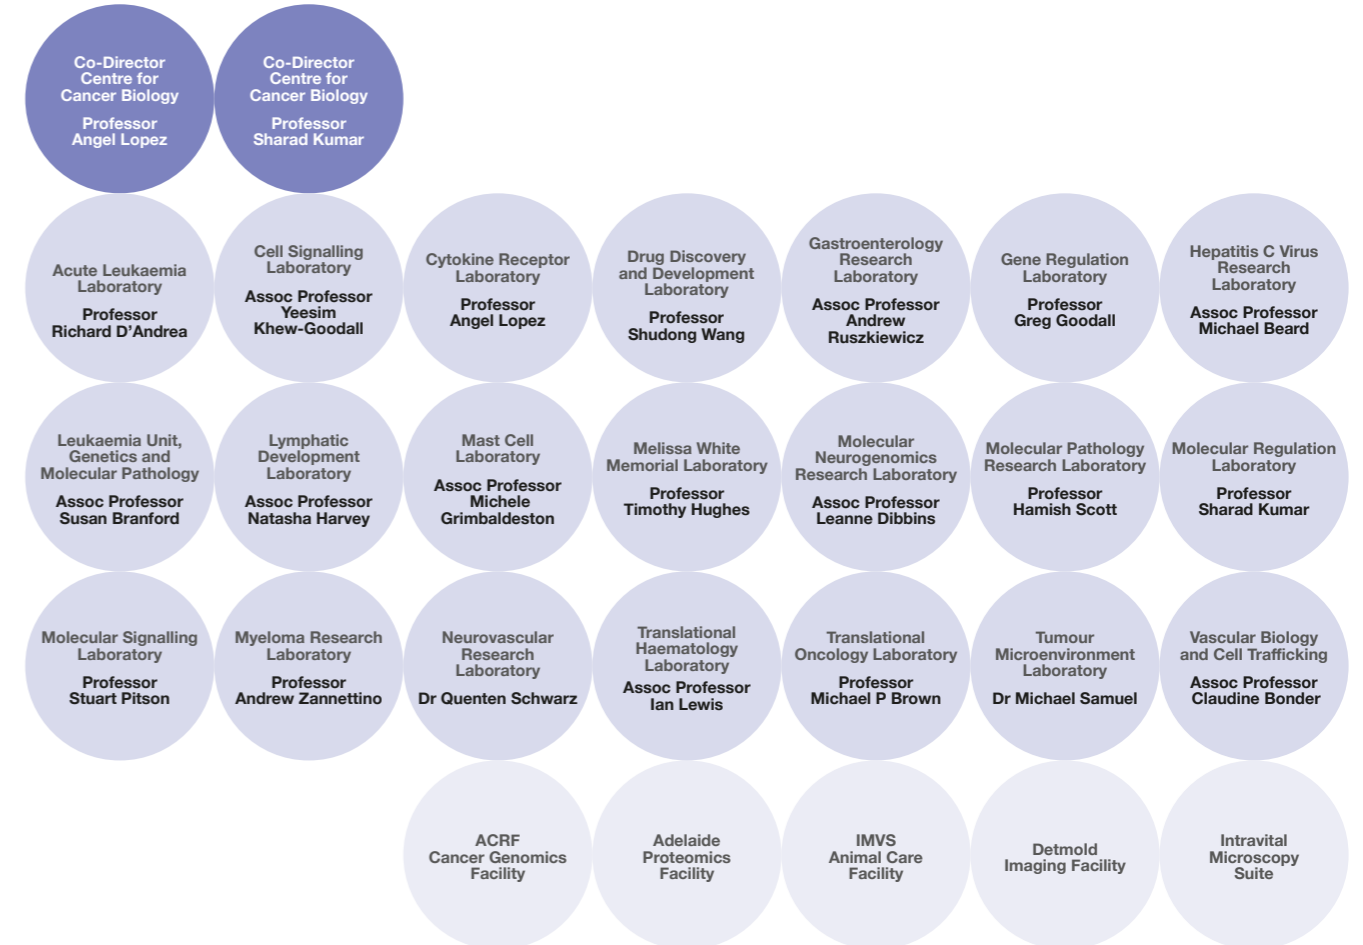 Co-Director
Centre for
Cancer Biology
Professor
Angel Lopez
Co-Director
Centre for
Cancer Biology
Professor
Sharad Kumar
Acute Leukaemia
Laboratory
Professor
Richard D’Andrea
Cell Signalling
Laboratory
Assoc Professor
Yeesim
Khew-Goodall
Cytokine Receptor
Laboratory
Professor
Angel Lopez
Drug Discovery
and Development
Laboratory
Professor
Shudong Wang
Gastroenterology
Research
Laboratory
Assoc Professor
Andrew
Ruszkiewicz
Gene Regulation
Laboratory
Professor
Greg Goodall
Hepatitis C Virus
Research
Laboratory
Assoc Professor
Michael Beard
Leukaemia Unit,
Genetics and
Molecular Pathology
Assoc Professor
Susan Branford
Lymphatic
Development
Laboratory
Assoc Professor
Natasha Harvey
Mast Cell
Laboratory
Assoc Professor
Michele
Grimbaldeston
Melissa White
Memorial Laboratory
Professor
Timothy Hughes
Molecular
Neurogenomics
Research Laboratory
Assoc Professor
Leanne Dibbins
Molecular Pathology
Research Laboratory
Professor
Hamish Scott
Molecular Regulation
Laboratory
Professor
Sharad Kumar
Molecular Signalling
Laboratory
Professor
Stuart Pitson
Myeloma Research
Laboratory
Professor
Andrew Zannettino
Neurovascular
Research
Laboratory
Dr Quenten Schwarz
Translational
Haematology
Laboratory
Assoc Professor
Ian Lewis
Translational
Oncology Laboratory
Professor
Michael P Brown
Tumour
Microenvironment
Laboratory
Dr Michael Samuel
Vascular Biology
and Cell Trafficking
Assoc Professor
Claudine Bonder
ACRF
Cancer Genomics
Facility
Adelaide
Proteomics
Facility
IMVS
Animal Care
Facility
Detmold
Imaging Facility
Intravital
Microscopy
Suite